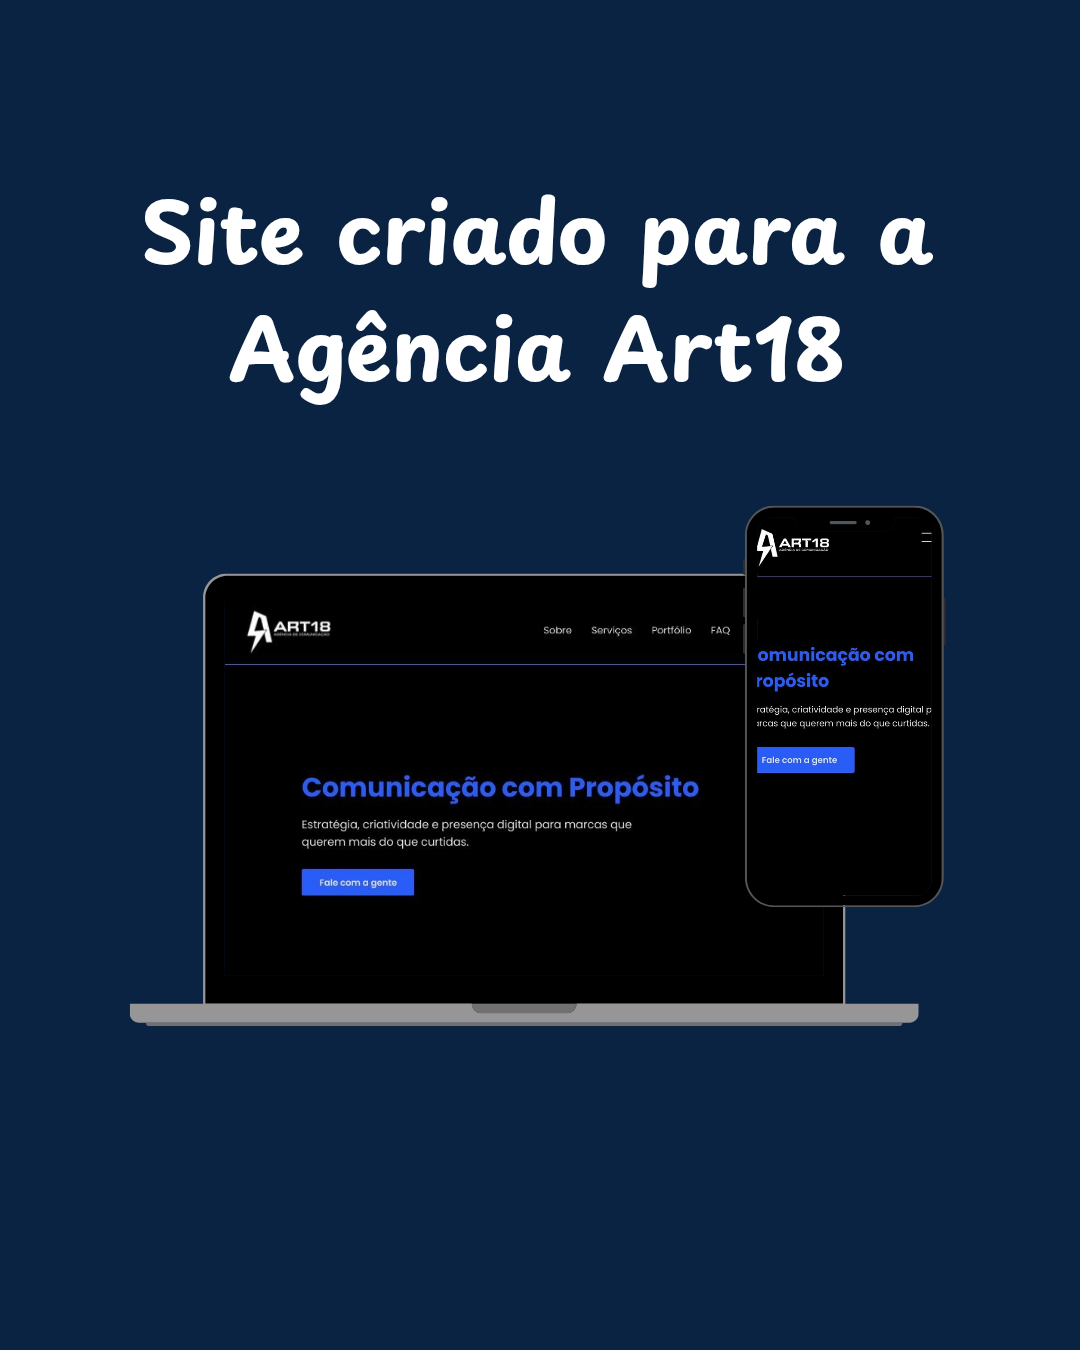 Site criado para a
Agência Art18
ART18
AGÊNCIA DE COMUNICAÇÃO
Sobre Serviços Portfólio FAQ
Comunicação com Propósito
Estratégia, criatividade e presença digital para marcas que
querem mais do que curtidas.
Fale com a gente
ART18
AGÊNCIA DE COMUNICAÇÃO
omunicação com
ropósito
ratégia, criatividade e presença digital p
arcas que querem mais do que curtidas.
Fale com a gente